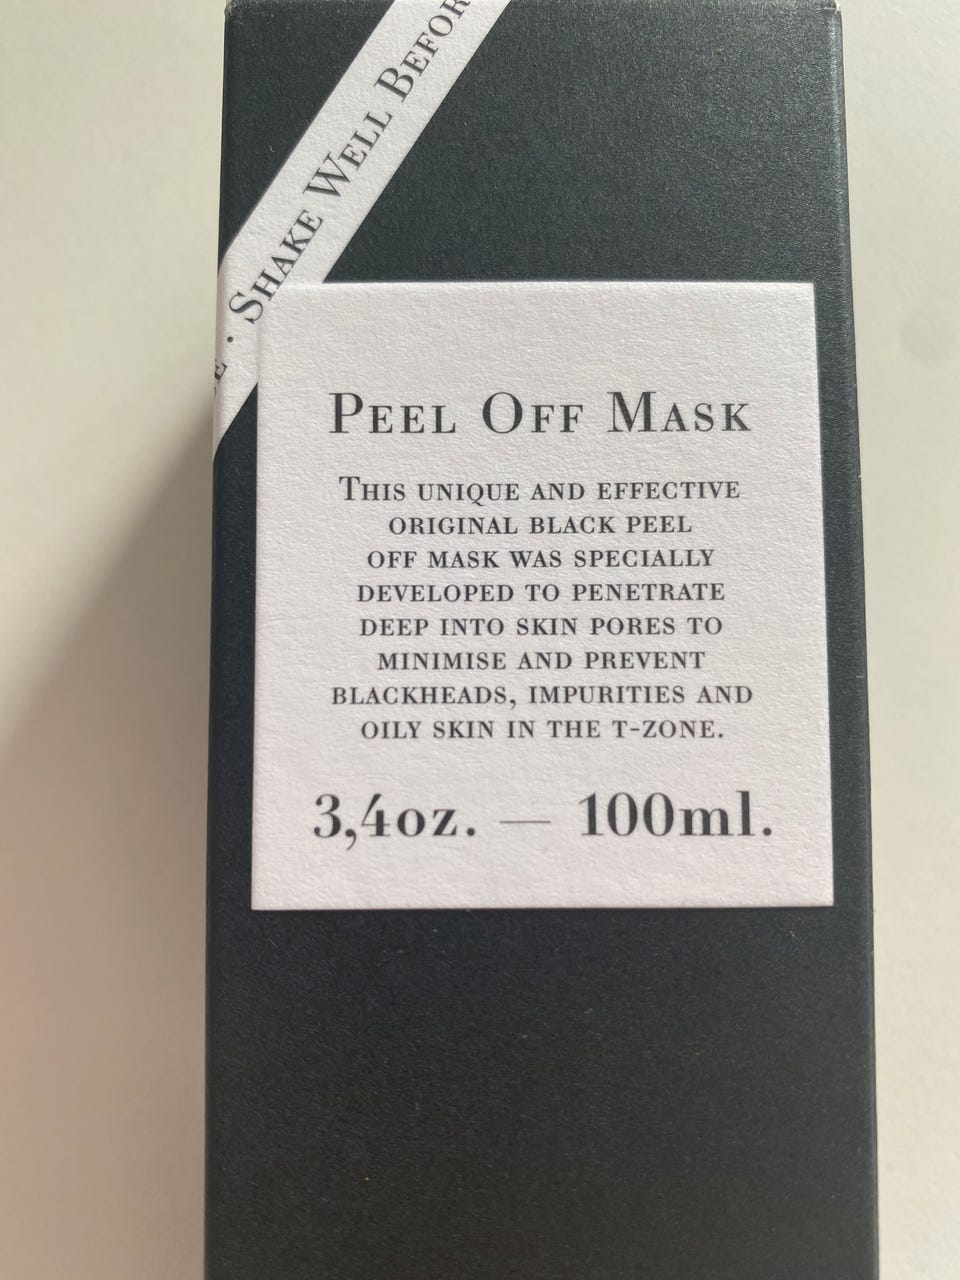 · Shake Well Befor
Peel Off Mask
This unique and effective
original black peel
off mask was specially
developed to penetrate
deep into skin pores to
minimise and prevent
blackheads, impurities and
oily skin in the T-zone.
3,4oz. — 100ml.